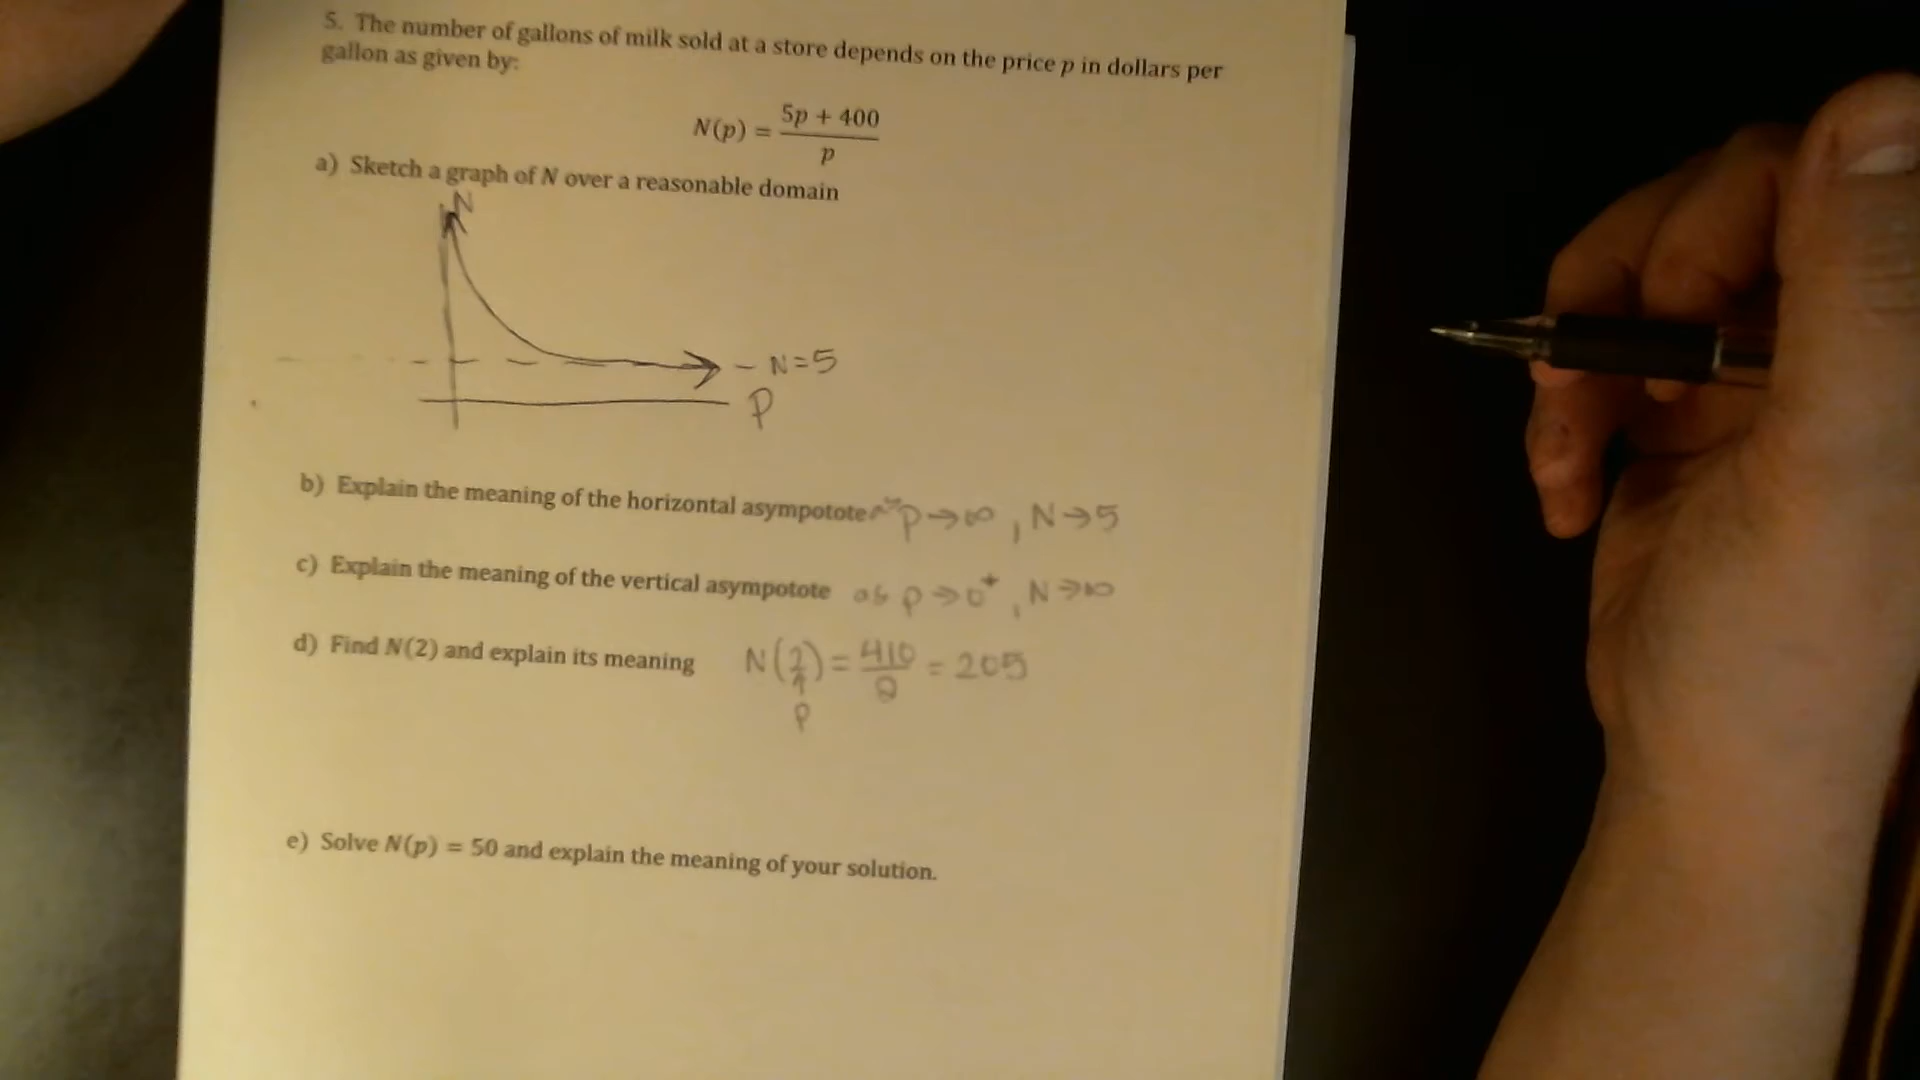 5. The number of gallons of milk sold at a store depends on the price p in dollars per
gallon as given by:
N(p) = (5p + 400)/p
a) Sketch a graph of N over a reasonable domain
N
N=5
P
b) Explain the meaning of the horizontal asympotote as p→∞, N→5
c) Explain the meaning of the vertical asympotote as p→0⁺, N→∞
d) Find N(2) and explain its meaning N(2) = 410/2 = 205
P
e) Solve N(p) = 50 and explain the meaning of your solution.